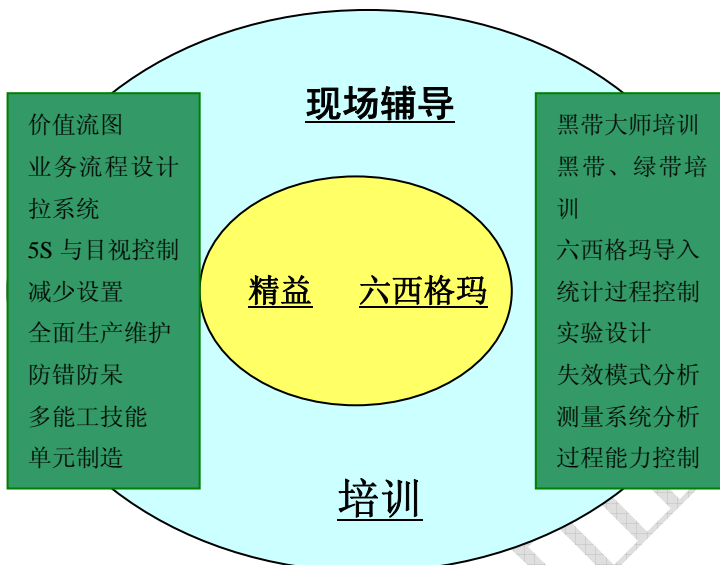 现场辅导
价值流图
业务流程设计
拉系统
5S 与目视控制
减少设置
全面生产维护
防错防呆
多能工技能
单元制造
精益 六西格玛
黑带大师培训
黑带、绿带培
训
六西格玛导入
统计过程控制
实验设计
失效模式分析
测量系统分析
过程能力控制
培训